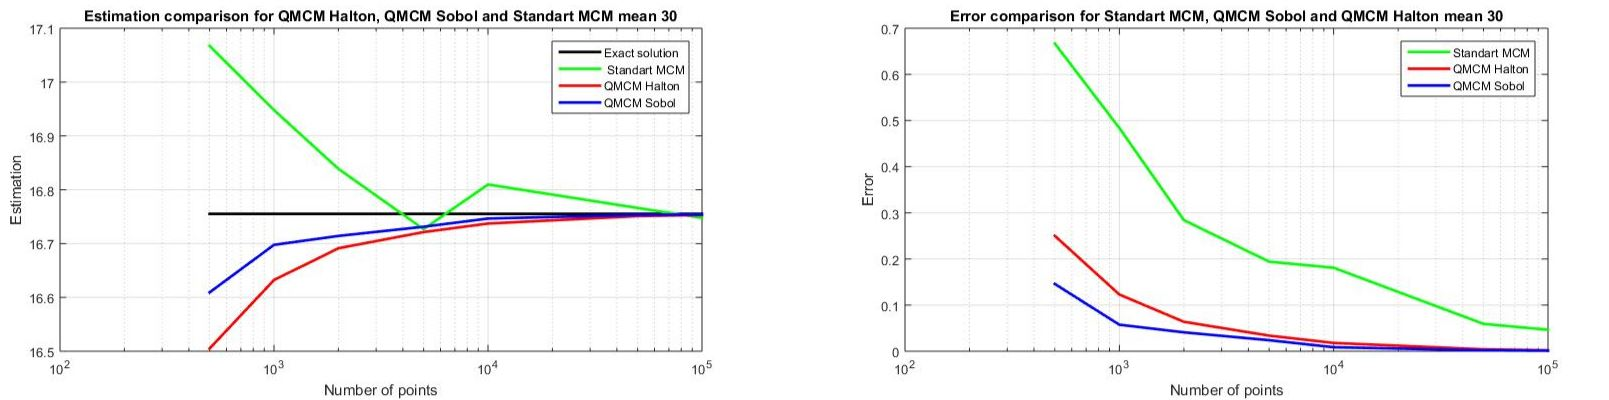 Estimation comparison for QMCM Halton, QMCM Sobol and Standart MCM mean 30
17.1
17
16.9
16.8
16.7
16.6
16.5
Estimation
Exact solution
Standart MCM
QMCM Halton
QMCM Sobol
10^2
10^3
10^4
10^5
Number of points
Error comparison for Standart MCM, QMCM Sobol and QMCM Halton mean 30
0.7
0.6
0.5
0.4
0.3
0.2
0.1
0
Error
Standart MCM
QMCM Halton
QMCM Sobol
10^2
10^3
10^4
10^5
Number of points